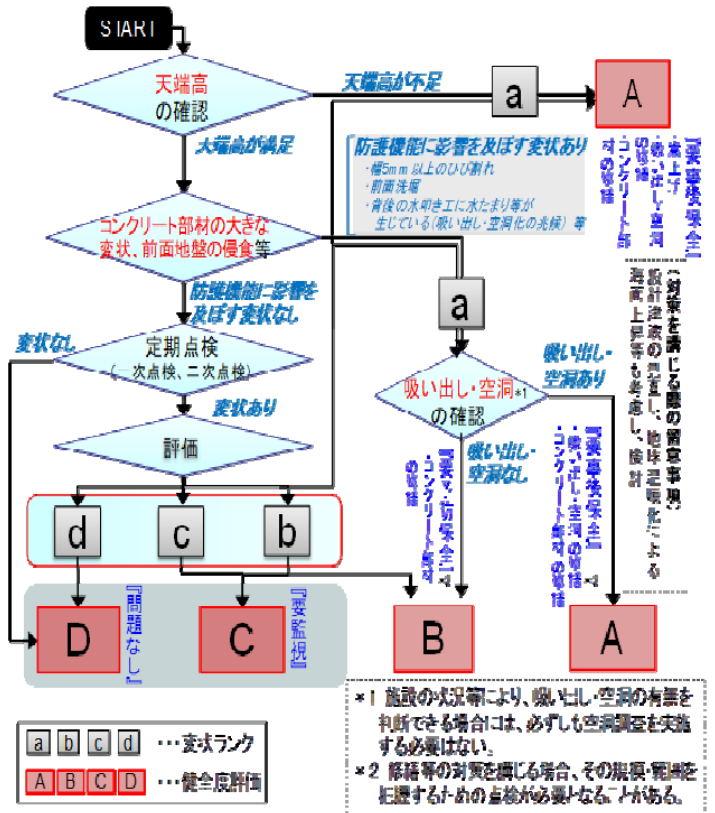 START
天端高
の確認
天端高が不足
a
A
天端高が満足
防護機能に影響を及ぼす変状あり
・幅5mm以上のひび割れ
・前面洗堀
・背後の水叩き工に水たまり等が
生じている(吸い出し・空洞化の兆候) 等
『要事後保全』
・嵩上げ
・吸い出し・空洞
の修繕
・コンクリート部
材の修繕
コンクリート部材の大きな
変状、前面地盤の侵食等
防護機能に影響を
及ぼす変状なし
a
変状なし
定期点検
(一次点検、二次点検)
変状あり
吸い出し・空洞*1
の確認
吸い出し・
空洞あり
吸い出し・
空洞なし
評価
対策を講じる際の留意事項
設計津波の見直し、地球温暖化による
海面上昇等も考慮し、検討
・コンクリート部材
の修繕
『要事後保全』
・吸い出し・空洞の修繕*2
・コンクリート部材の修繕
d
c
b
D
『問題なし』
C
『要監視』
B
A
a b c d ・・・変状ランク
A B C D ・・・健全度評価
*1 施設の状況等により、吸い出し・空洞の有無を
判断できる場合には、必ずしも空洞調査を実施
する必要はない。
*2 修繕等の対策を講じる場合、その規模・範囲を
把握するための点検が必要となることがある。